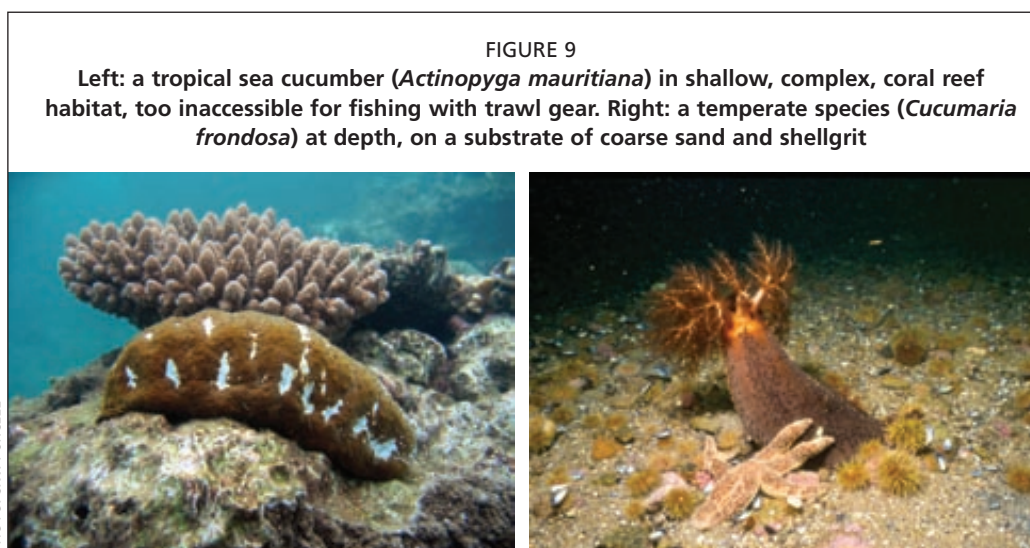 FIGURE 9
Left: a tropical sea cucumber (Actinopyga mauritiana) in shallow, complex, coral reef
habitat, too inaccessible for fishing with trawl gear. Right: a temperate species (Cucumaria
frondosa) at depth, on a substrate of coarse sand and shellgrit